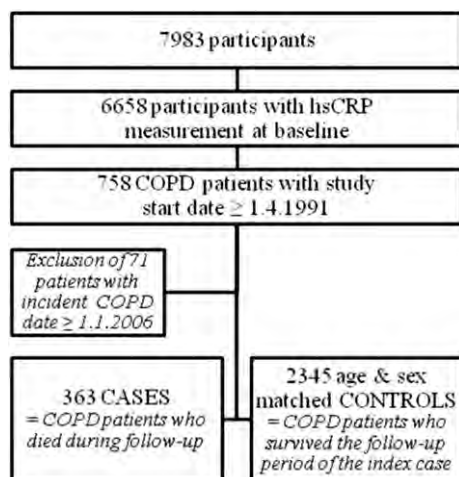 7983 participants
6658 participants with hsCRP
measurement at baseline
758 COPD patients with study
start date ≥ 1.4.1991
Exclusion of 71
patients with
incident COPD
date ≥ 1.1.2006
363 CASES
= COPD patients who
died during follow-up
2345 age & sex
matched CONTROLS
= COPD patients who
survived the follow-up
period of the index case